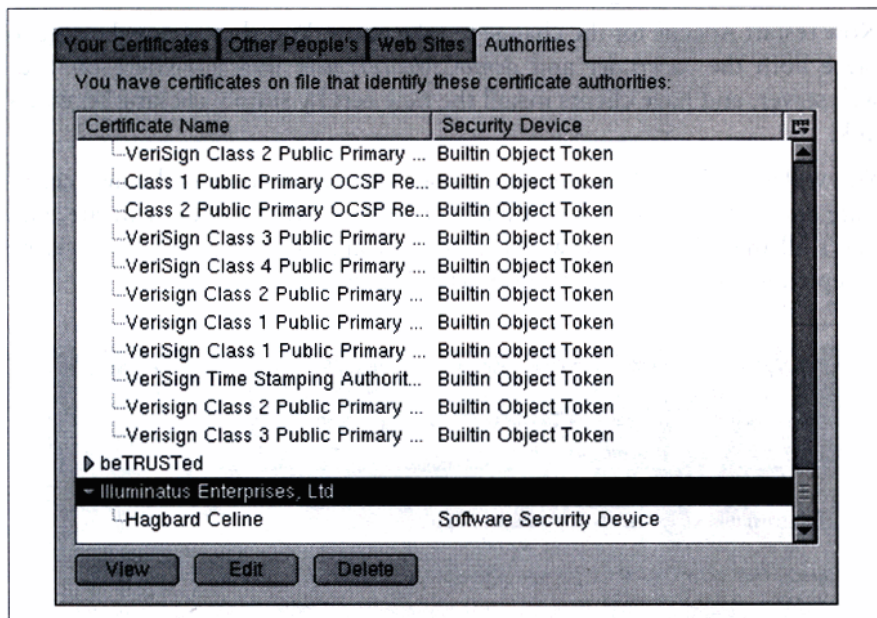 Your Certificates Other People's Web Sites Authorities
You have certificates on file that identify these certificate authorities:
Certificate Name Security Device
VeriSign Class 2 Public Primary ... Builtin Object Token
Class 1 Public Primary OCSP Re... Builtin Object Token
Class 2 Public Primary OCSP Re... Builtin Object Token
VeriSign Class 3 Public Primary ... Builtin Object Token
VeriSign Class 4 Public Primary ... Builtin Object Token
Verisign Class 2 Public Primary ... Builtin Object Token
Verisign Class 1 Public Primary ... Builtin Object Token
VeriSign Class 1 Public Primary ... Builtin Object Token
VeriSign Time Stamping Authorit... Builtin Object Token
Verisign Class 2 Public Primary ... Builtin Object Token
Verisign Class 3 Public Primary ... Builtin Object Token
beTRUSTed
Illuminatus Enterprises, Ltd
Hagbard Celine Software Security Device
View Edit Delete